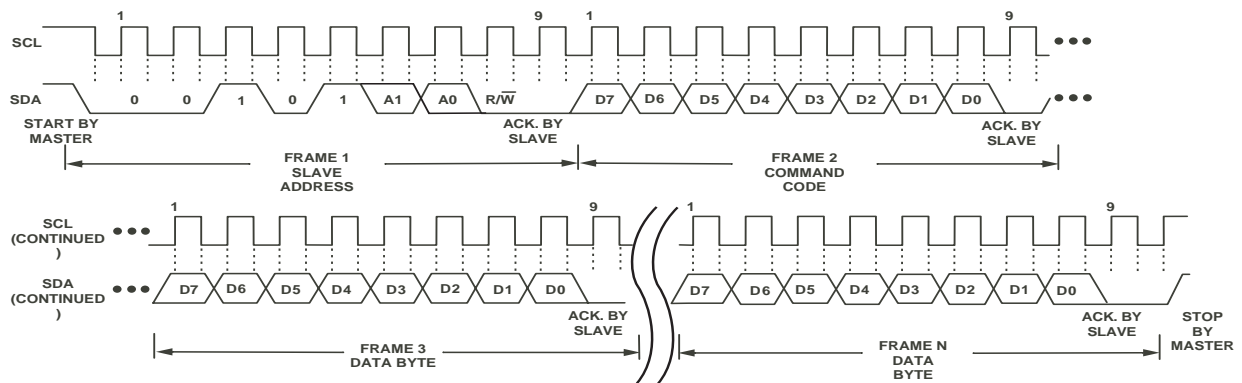 1 9 1 9
SCL
SDA 0 0 1 0 1 A1 A0 R/W D7 D6 D5 D4 D3 D2 D1 D0
START BY
MASTER
ACK. BY
SLAVE
ACK. BY
SLAVE
FRAME 1
SLAVE
ADDRESS
FRAME 2
COMMAND
CODE
1 9 1 9
SCL
(CONTINUED
)
SDA
(CONTINUED
)
D7 D6 D5 D4 D3 D2 D1 D0 D7 D6 D5 D4 D3 D2 D1 D0
ACK. BY
SLAVE
ACK. BY
SLAVE
STOP
BY
MASTER
FRAME 3
DATA BYTE
FRAME N
DATA
BYTE